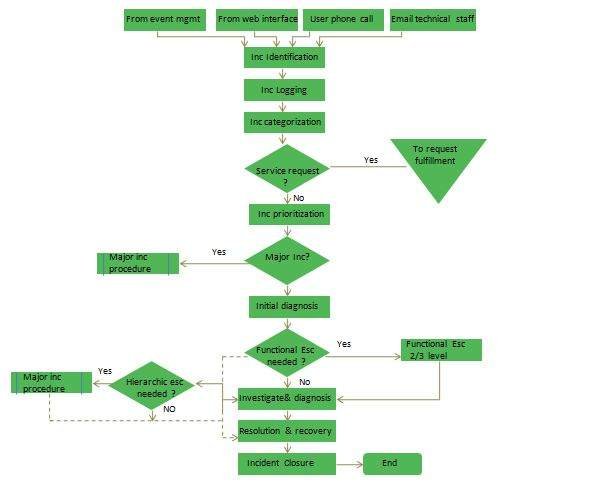 From event mgmt
From web interface
User phone call
Email technical staff
Inc Identification
Inc Logging
Inc categorization
Service request
?
Yes
To request
fulfillment
No
Inc prioritization
Major Inc?
Yes
Major inc
procedure
Initial diagnosis
Functional Esc
needed ?
Yes
Functional Esc
2/3 level
No
Hierarchic esc
needed ?
Yes
Major inc
procedure
NO
Investigate& diagnosis
Resolution & recovery
Incident Closure
End